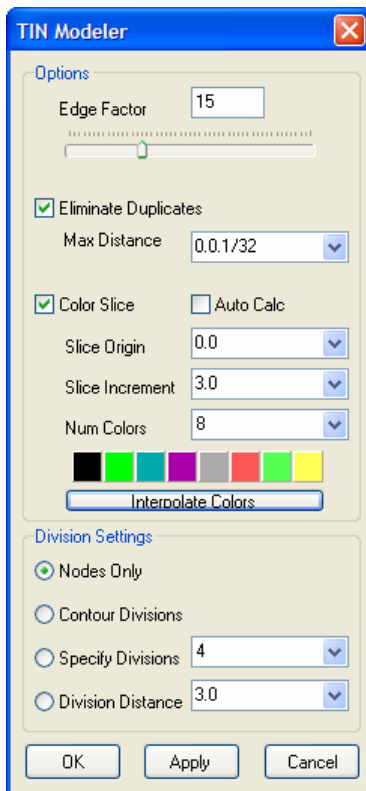 TIN Modeler
Options
Edge Factor 15
Eliminate Duplicates
Max Distance 0.0.1/32
Color Slice Auto Calc
Slice Origin 0.0
Slice Increment 3.0
Num Colors 8
Interpolate Colors
Division Settings
Nodes Only
Contour Divisions
Specify Divisions 4
Division Distance 3.0
OK Apply Cancel